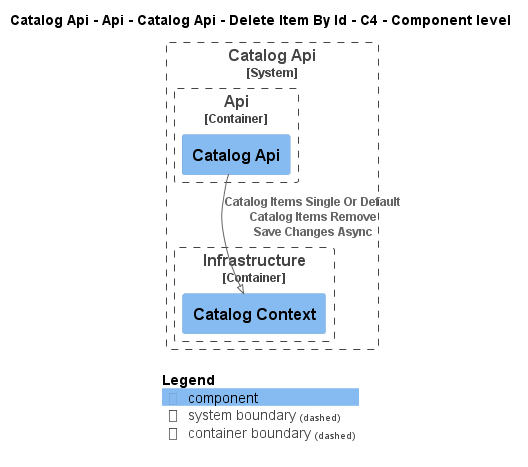 Catalog Api - Api - Catalog Api - Delete Item By Id - C4 - Component level
Catalog Api
[System]
Api
[Container]
Catalog Api
Catalog Items Single Or Default
Catalog Items Remove
Save Changes Async
Infrastructure
[Container]
Catalog Context
Legend
component
system boundary (dashed)
container boundary (dashed)